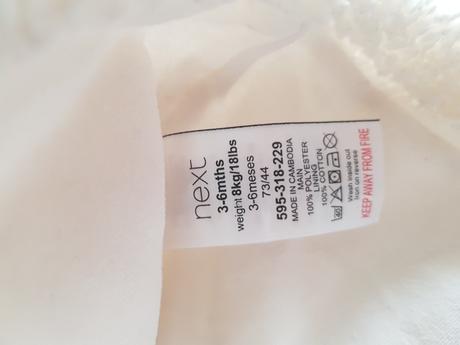 next
3-6mths
weight 8kg/18lbs
3-6meses
73/44
595-318-229
MADE IN CAMBODIA
MAIN
100% POLYESTER
LINING
100% COTTON
40
Wash inside out
Iron on reverse
KEEP AWAY FROM FIRE